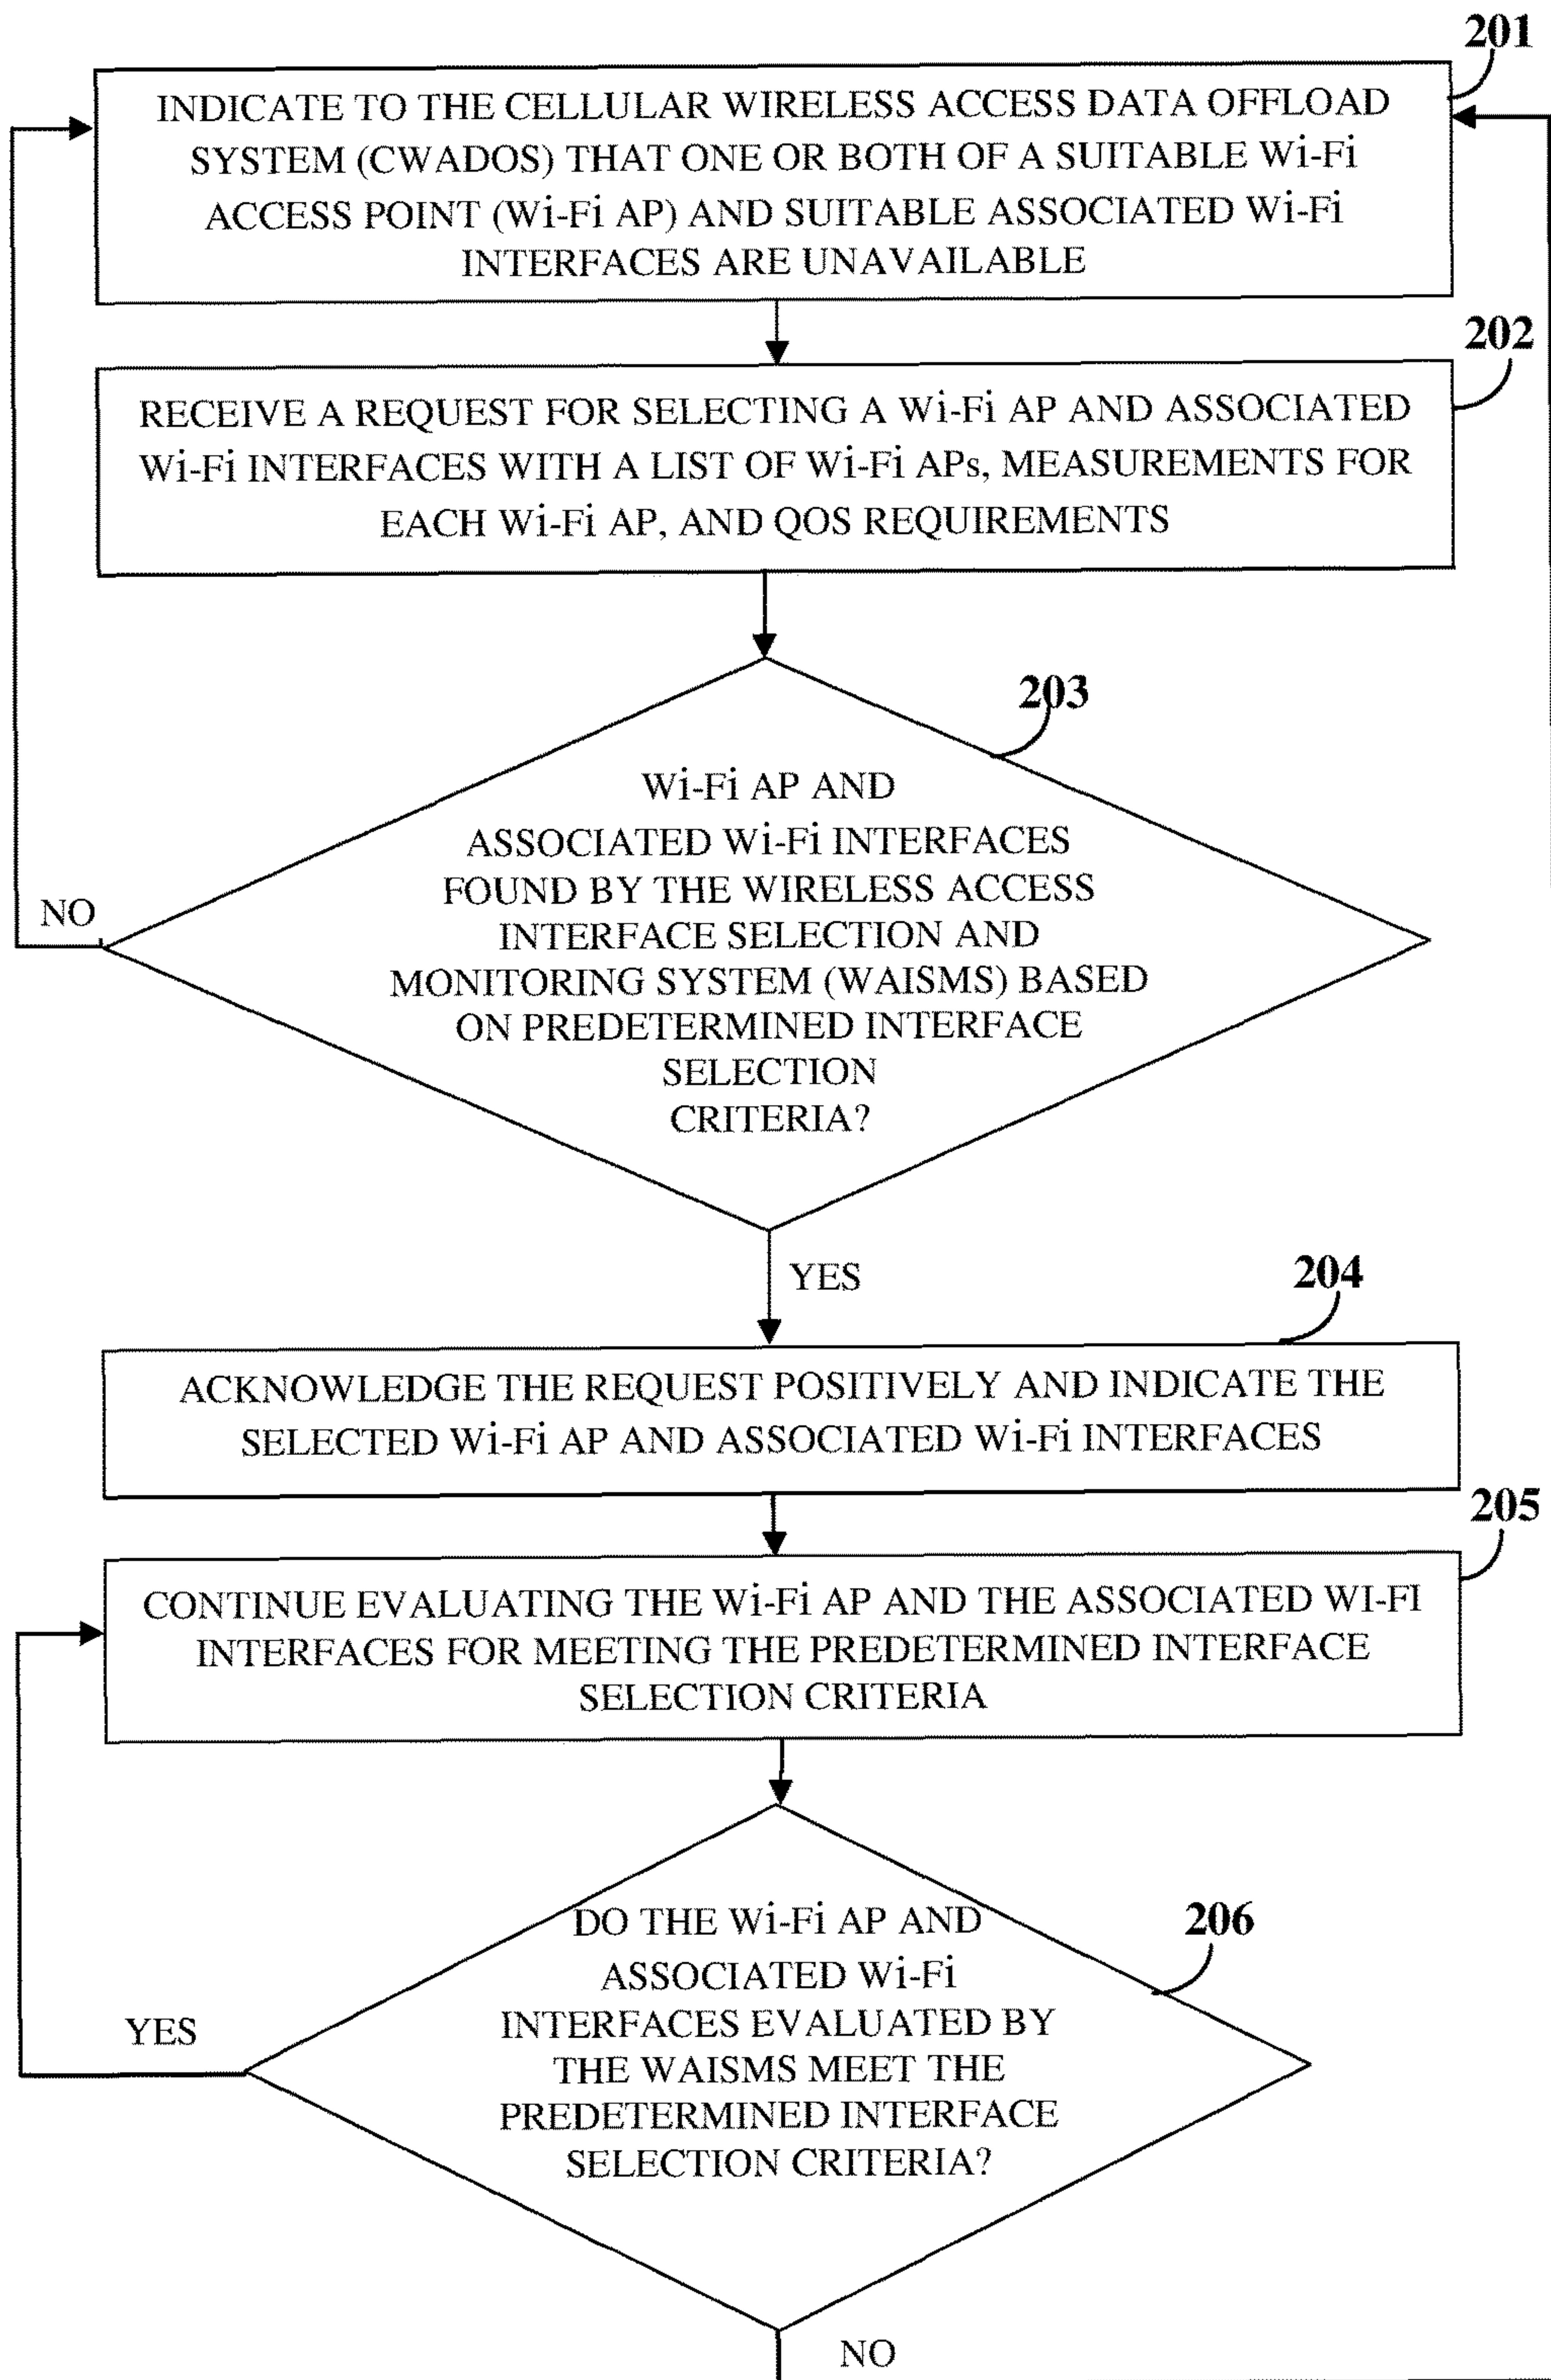 201
INDICATE TO THE CELLULAR WIRELESS ACCESS DATA OFFLOAD
SYSTEM (CWADOS) THAT ONE OR BOTH OF A SUITABLE Wi-Fi
ACCESS POINT (Wi-Fi AP) AND SUITABLE ASSOCIATED Wi-Fi
INTERFACES ARE UNAVAILABLE
202
RECEIVE A REQUEST FOR SELECTING A Wi-Fi AP AND ASSOCIATED
Wi-Fi INTERFACES WITH A LIST OF Wi-Fi APs, MEASUREMENTS FOR
EACH Wi-Fi AP, AND QOS REQUIREMENTS
203
Wi-Fi AP AND
ASSOCIATED Wi-Fi INTERFACES
FOUND BY THE WIRELESS ACCESS
INTERFACE SELECTION AND
MONITORING SYSTEM (WAISMS) BASED
ON PREDETERMINED INTERFACE
SELECTION
CRITERIA?
NO
YES
204
ACKNOWLEDGE THE REQUEST POSITIVELY AND INDICATE THE
SELECTED Wi-Fi AP AND ASSOCIATED Wi-Fi INTERFACES
205
CONTINUE EVALUATING THE Wi-Fi AP AND THE ASSOCIATED WI-FI
INTERFACES FOR MEETING THE PREDETERMINED INTERFACE
SELECTION CRITERIA
206
DO THE Wi-Fi AP AND
ASSOCIATED Wi-Fi
INTERFACES EVALUATED BY
THE WAISMS MEET THE
PREDETERMINED INTERFACE
SELECTION CRITERIA?
YES
NO